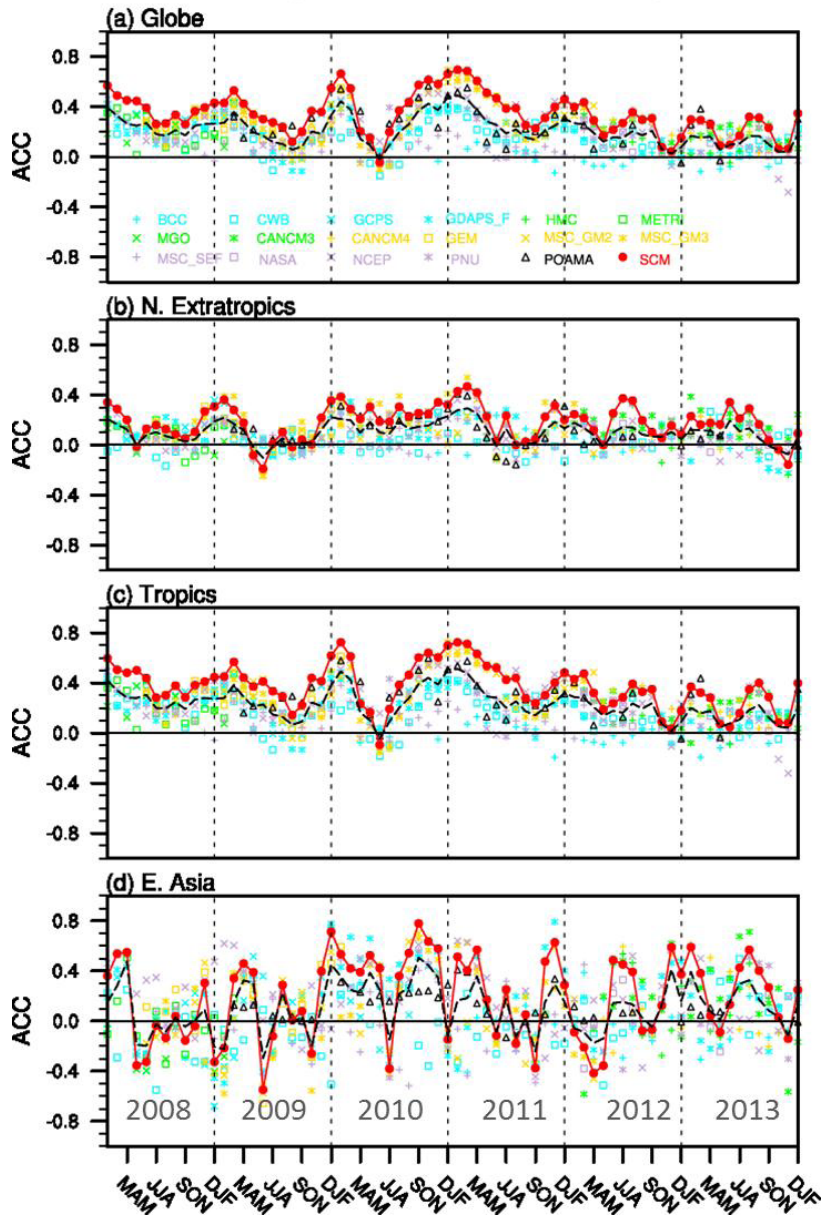 (a) Globe
0.8
0.4
0.0
-0.4
-0.8
ACC
BCC CWB GCPS GDAPS_F HMC METRI
MGO CANCM3 CANCM4 GEM MSC_GM2 MSC_GM3
MSC_SEF NASA NCEP PNU POAMA SCM
(b) N. Extratropics
0.8
0.4
0.0
-0.4
-0.8
ACC
(c) Tropics
0.8
0.4
0.0
-0.4
-0.8
ACC
(d) E. Asia
0.8
0.4
0.0
-0.4
-0.8
ACC
2008 2009 2010 2011 2012 2013
MAM JJA SON DJF MAM JJA SON DJF MAM JJA SON DJF MAM JJA SON DJF MAM JJA SON DJF MAM JJA SON DJF